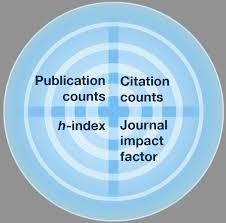 Publication
counts
Citation
counts
h-index
Journal
impact
factor